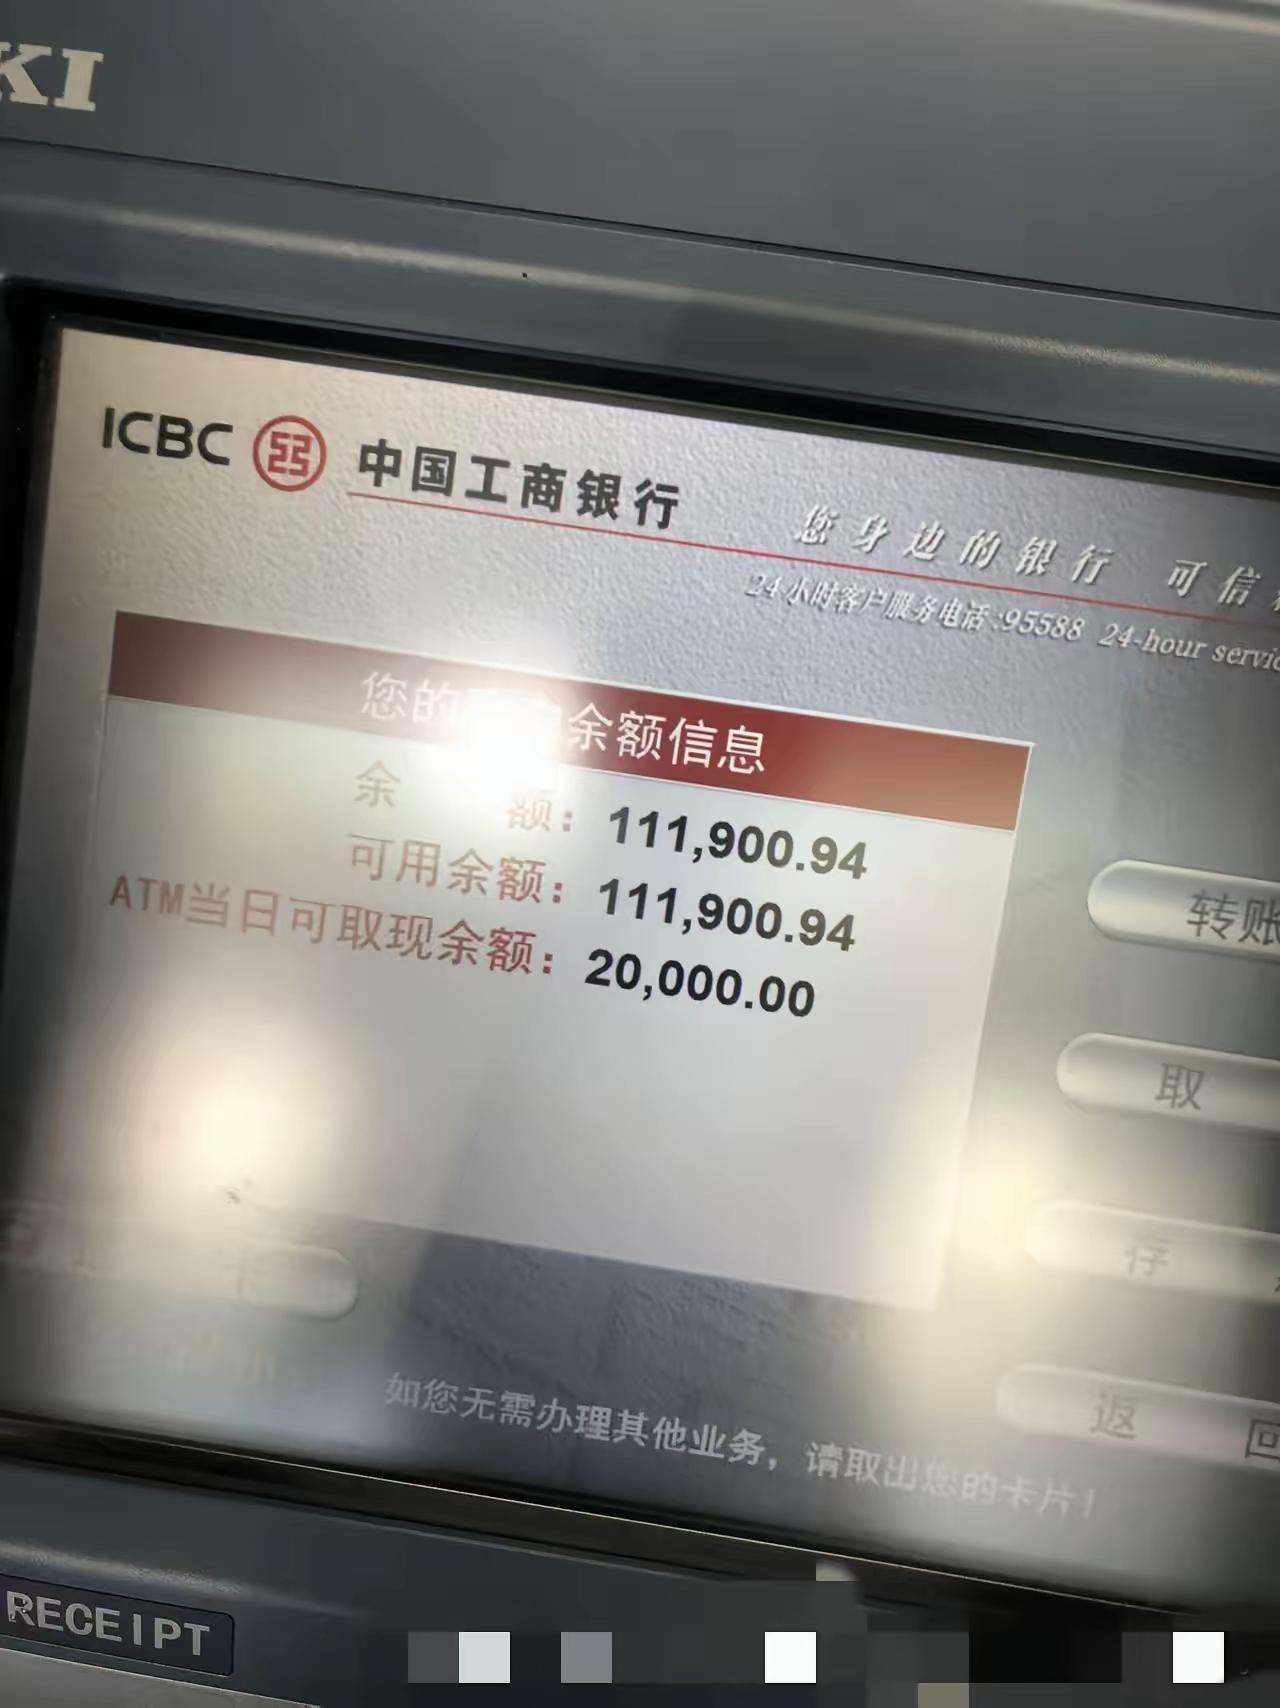 KI
ICBC 中国工商银行
您身边的银行 可信
24小时客户服务电话:95588 24-hour servic
您的 余额信息
余 额：111,900.94
可用余额：111,900.94
ATM当日可取现余额：20,000.00
转账
取
存
返 回
如您无需办理其他业务，请取出您的卡片！
RECEIPT